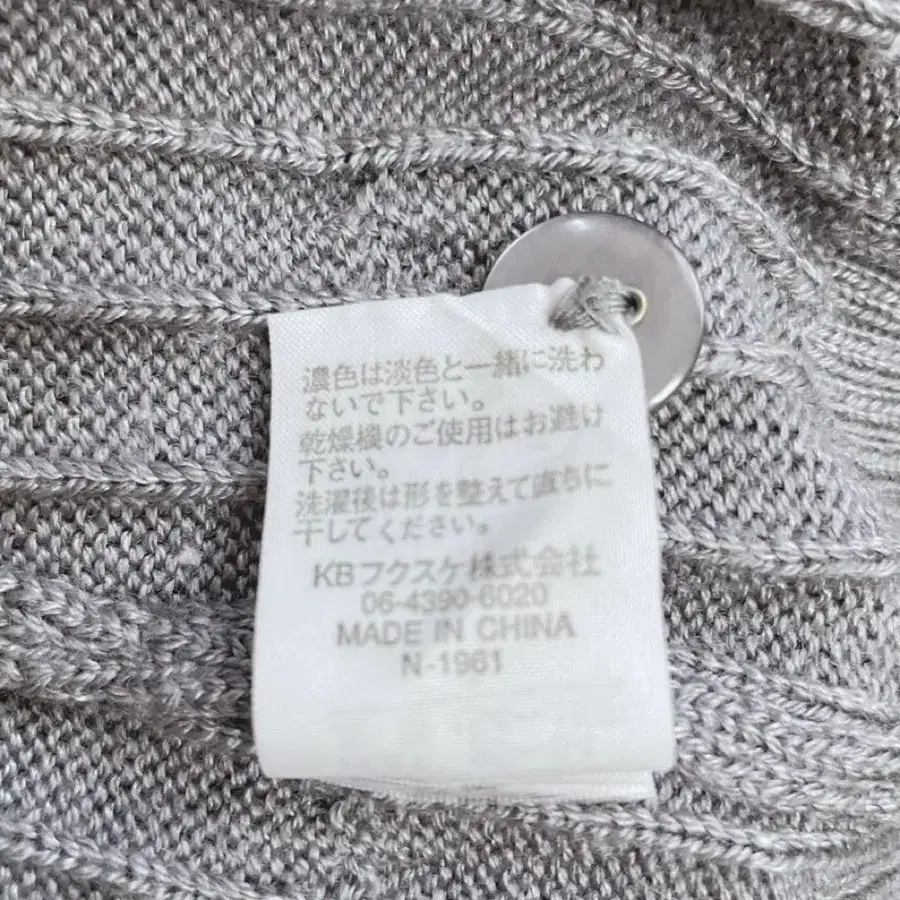 濃色は淡色と一緒に洗わ
ないで下さい。
乾燥機のご使用はお避け
下さい。
洗濯後は形を整えて直ちに
干してください。
KBフクスケ株式会社
06-4390-6020
MADE IN CHINA
N-1961